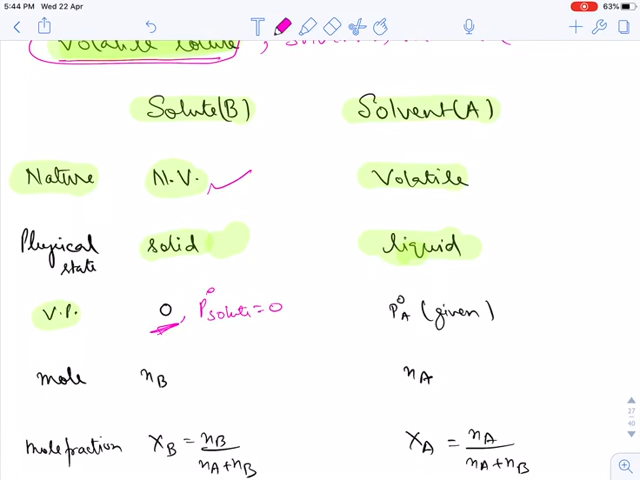 5:44 PM Wed 22 Apr
63%
T
Volatile
Solute(B) Solvent(A)
Nature N.V. Volatile
Physical state solid liquid
V.P. 0, P°solute = 0 P°A (given)
mole nB nA
27
40
mole fraction XB = nB / nA+nB XA = nA / nA+nB